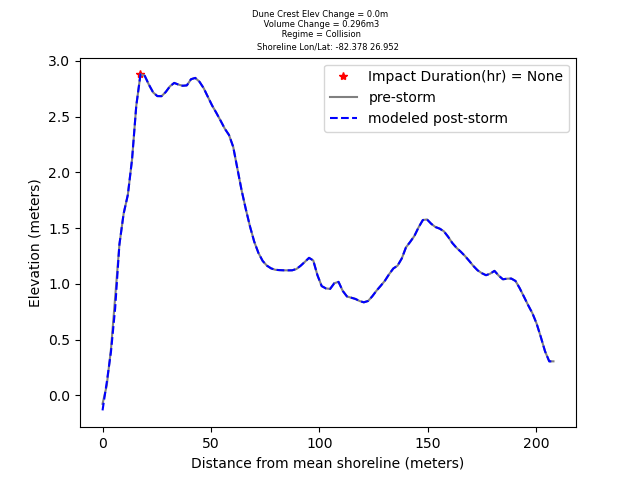 Dune Crest Elev Change = 0.0m
Volume Change = 0.296m3
Regime = Collision
Shoreline Lon/Lat: -82.378 26.952
Impact Duration(hr) = None
pre-storm
modeled post-storm
Elevation (meters)
3.0
2.5
2.0
1.5
1.0
0.5
0.0
0
50
100
150
200
Distance from mean shoreline (meters)